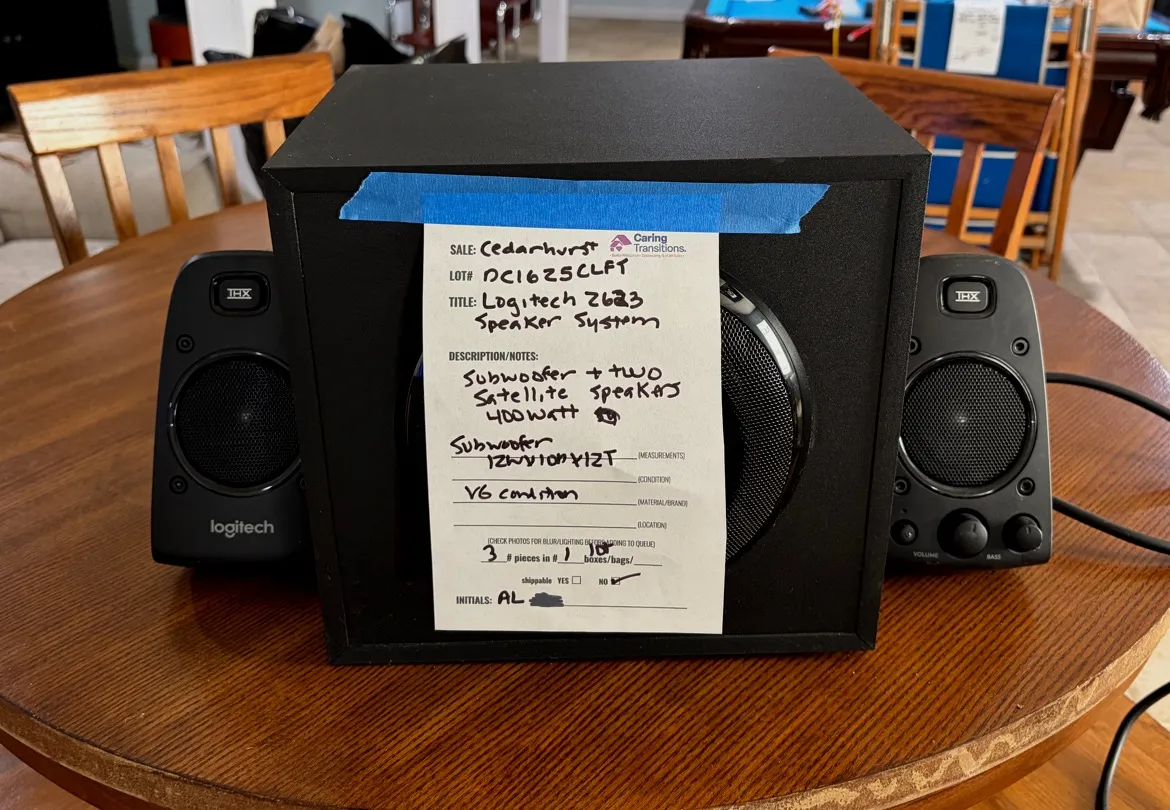 SALE: Cedarhurst
Caring
Transitions.
LOT# DC1625CLFT
TITLE: Logitech Z623
Speaker System
DESCRIPTION/NOTES:
Subwoofer + two
Satellite speakers
400 watt
Subwoofer
12WX10DX12T (MEASUREMENTS)
(CONDITION)
VG condition (MATERIAL/BRAND)
(LOCATION)
(CHECK PHOTOS FOR BLUR/LIGHTING BEFORE ADDING TO QUEUE)
3 # pieces in # 1 lot boxes/bags/
shippable YES NO
INITIALS: AL
THX
logitech
THX
VOLUME BASS